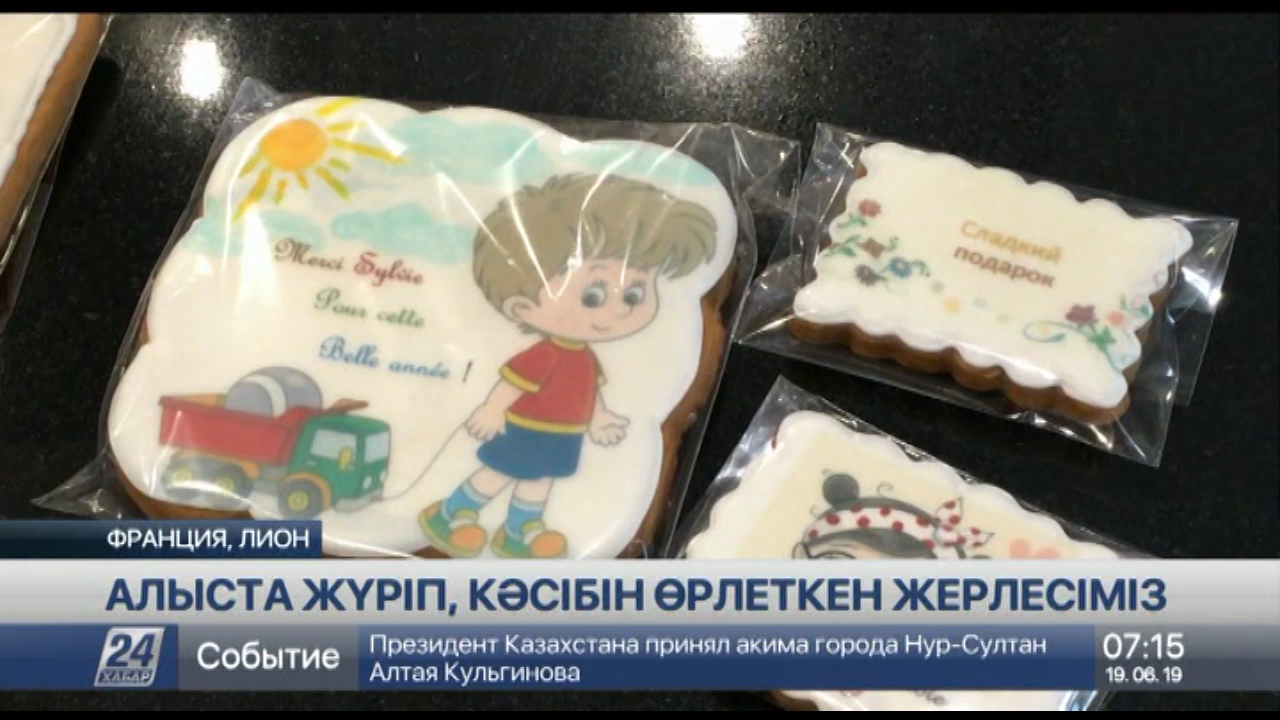 Merci Sylvie
Pour cette
Belle année !
Сладкий
подарок
ФРАНЦИЯ, ЛИОН
АЛЫСТА ЖҮРІП, КӘСІБІН ӨРЛЕТКЕН ЖЕРЛЕСІМІЗ
24
ХАБАР
Событие
Президент Казахстана принял акима города Нур-Султан
Алтая Кульгинова
07:15
19.06.19